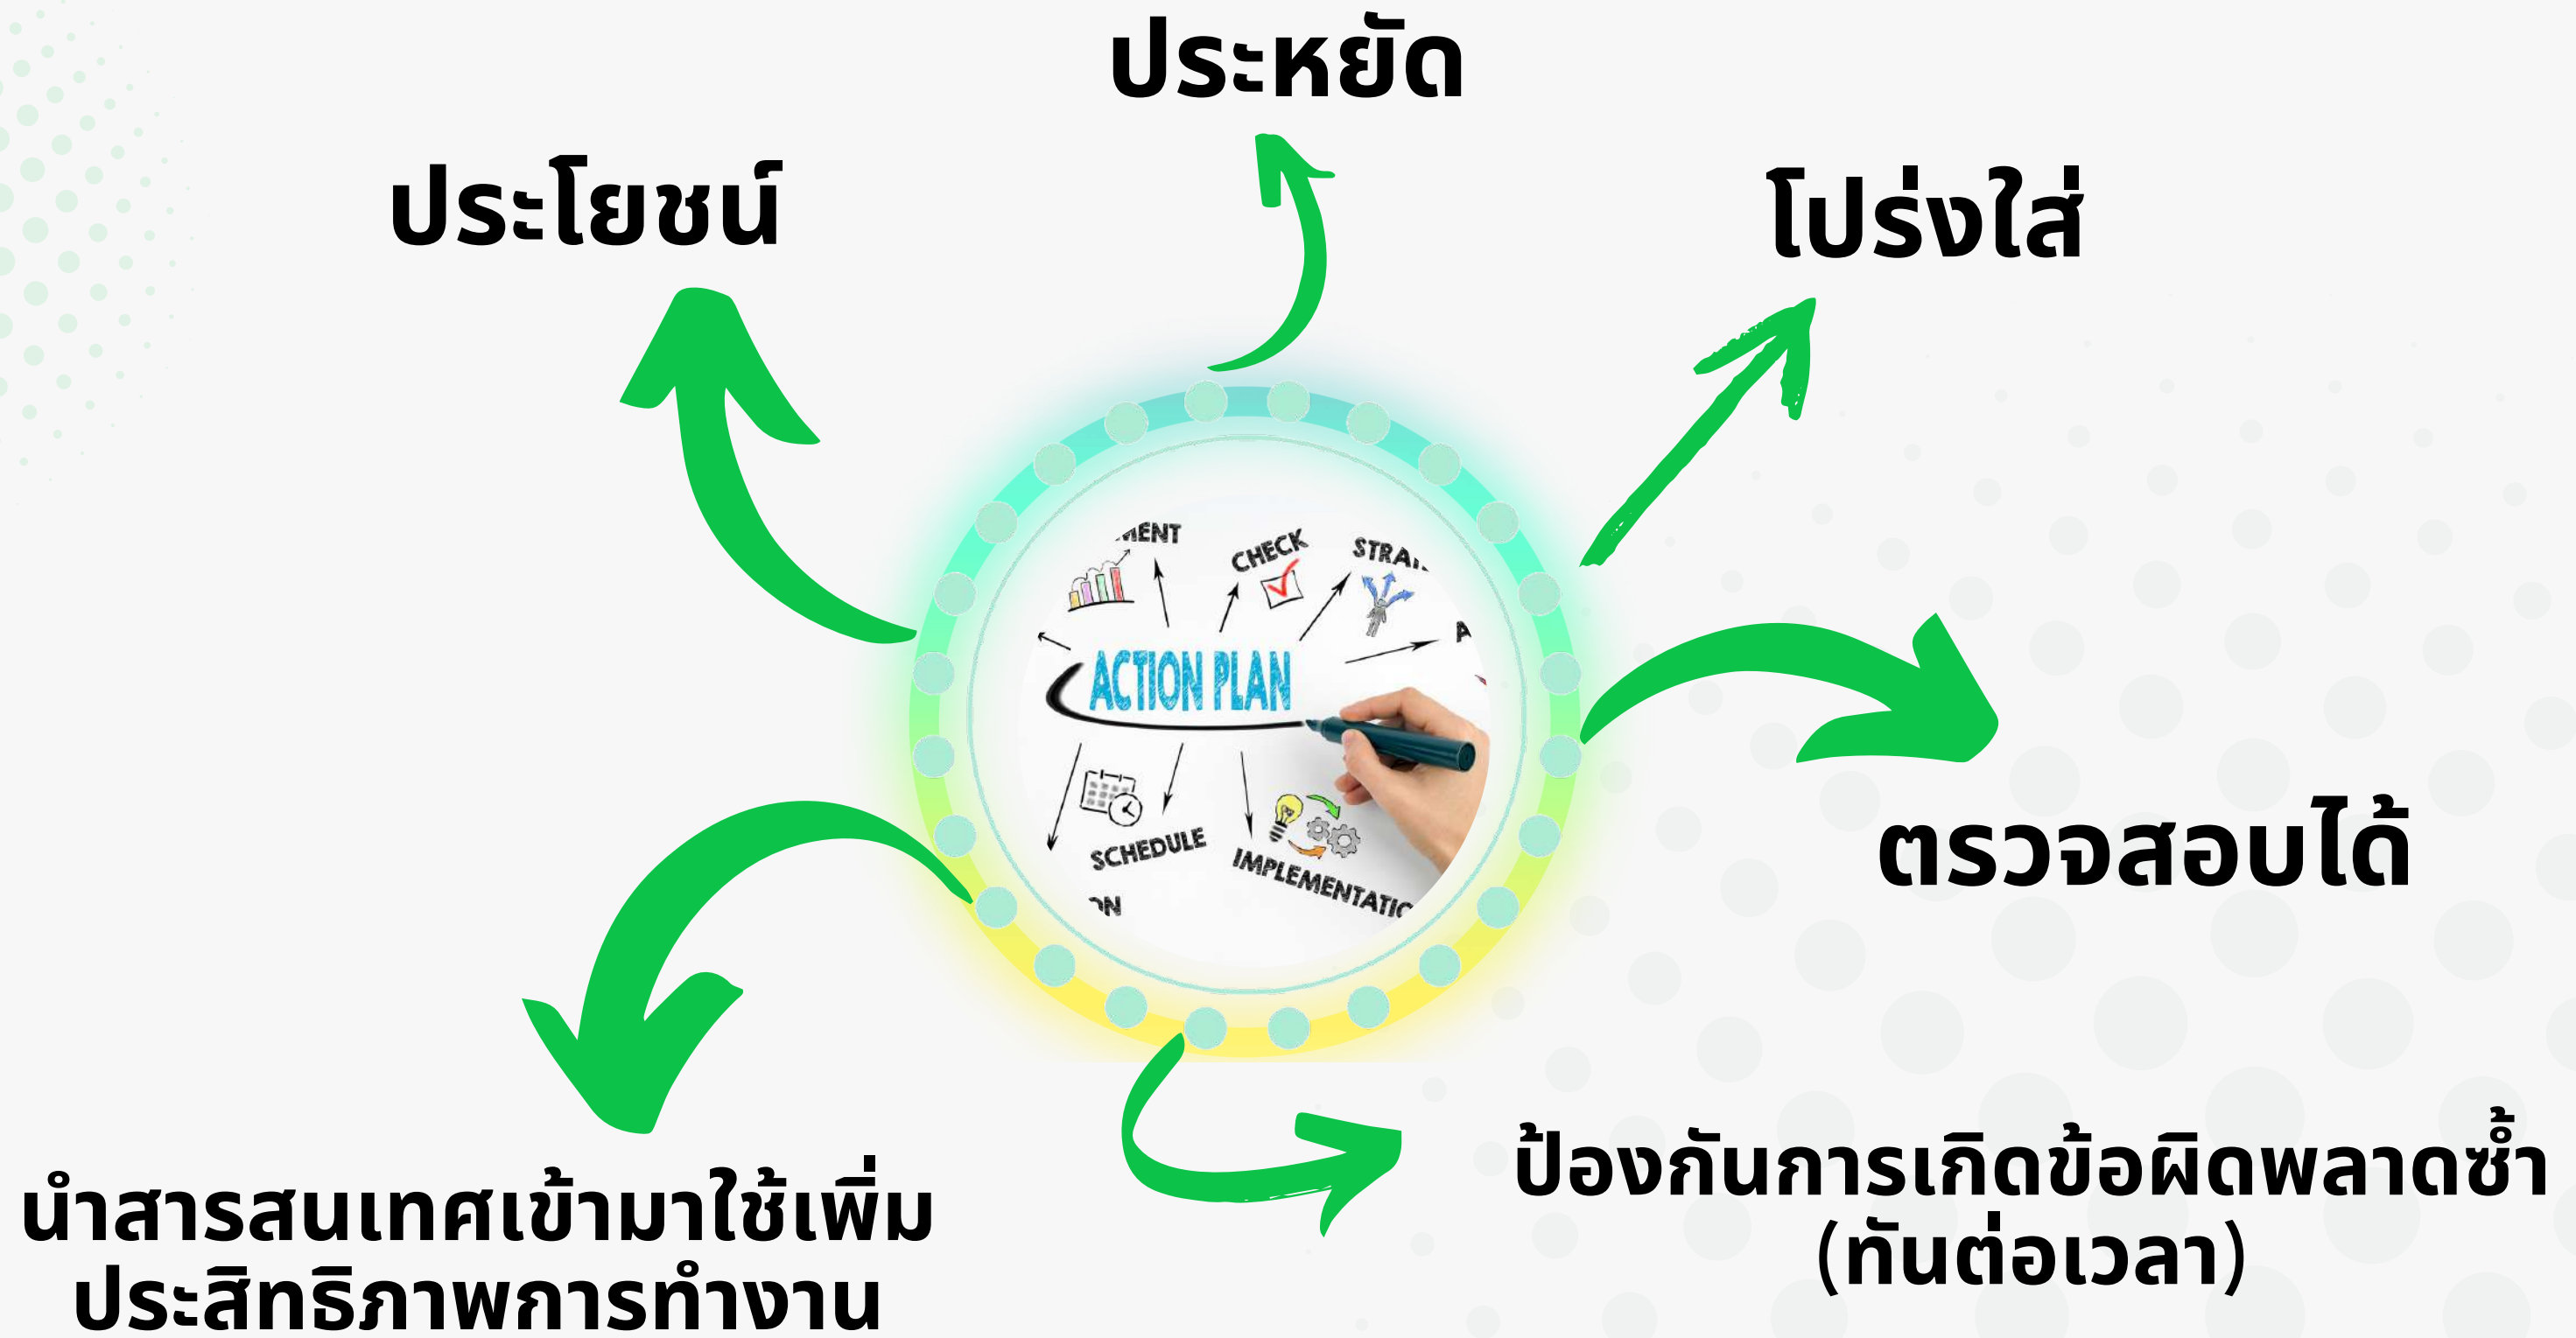 ประหยัด
ประโยชน์
โปร่งใส่
MENT
CHECK
ACTION PLAN
SCHEDULE
ตรวจสอบได้
ป้องกันการเกิดข้อผิดพลาดซ้ำ
(ทันต่อเวลา)
นำสารสนเทศเข้ามาใช้เพิ่ม
ประสิทธิภาพการทำงาน